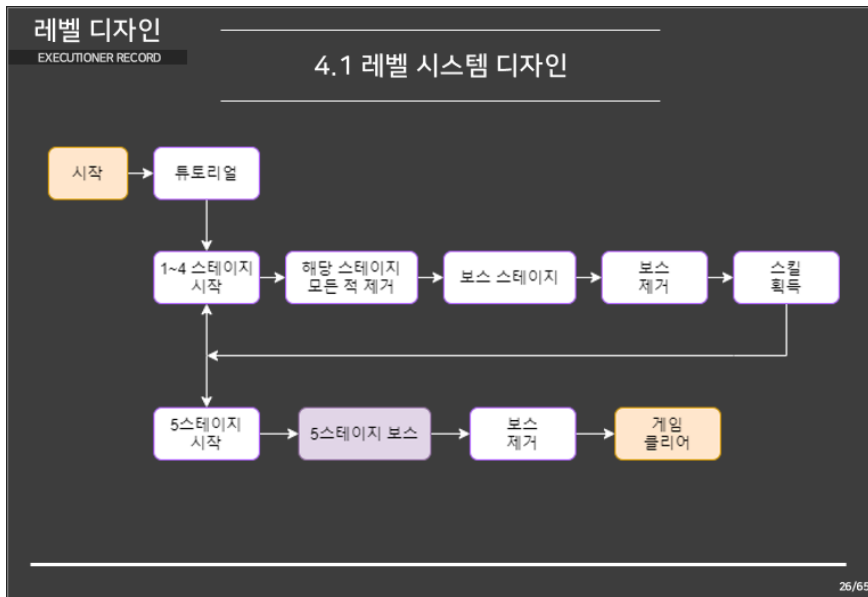 레벨 디자인
EXECUTIONER RECORD
4.1 레벨 시스템 디자인
시작
튜토리얼
1~4 스테이지
시작
해당 스테이지
모든 적 제거
보스 스테이지
보스
제거
스킬
획득
5스테이지
시작
5스테이지 보스
보스
제거
게임
클리어
26/65